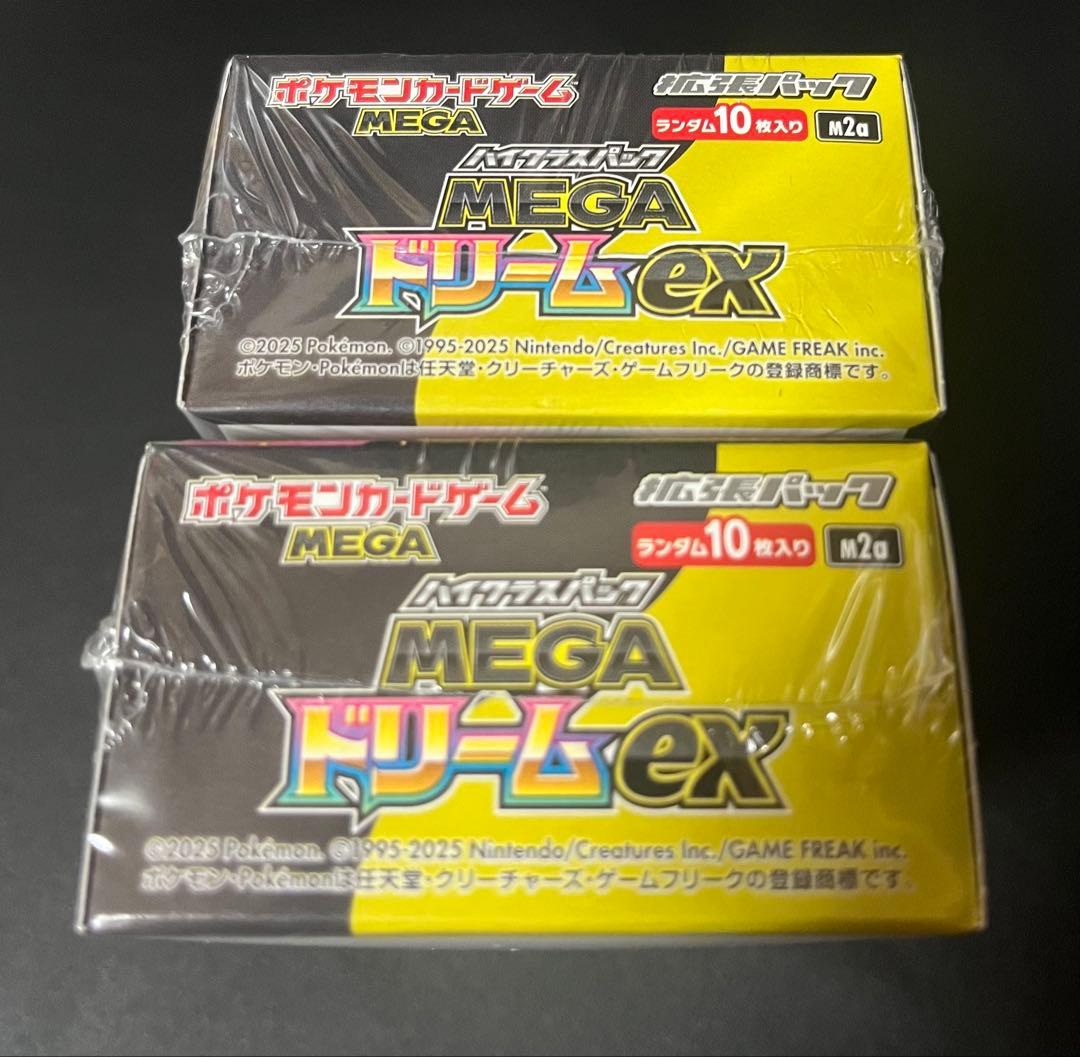 ポケモンカードゲーム
MEGA
拡張パック
ランダム10枚入り M2a
ハイクラスパック
MEGA
ドリームex
©2025 Pokémon. ©1995-2025 Nintendo/Creatures Inc./GAME FREAK inc.
ポケモン・Pokémonは任天堂・クリーチャーズ・ゲームフリークの登録商標です。
ポケモンカードゲーム
MEGA
拡張パック
ランダム10枚入り M2a
ハイクラスパック
MEGA
ドリームex
©2025 Pokémon. ©1995-2025 Nintendo/Creatures Inc./GAME FREAK inc.
ポケモン・Pokémonは任天堂・クリーチャーズ・ゲームフリークの登録商標です。